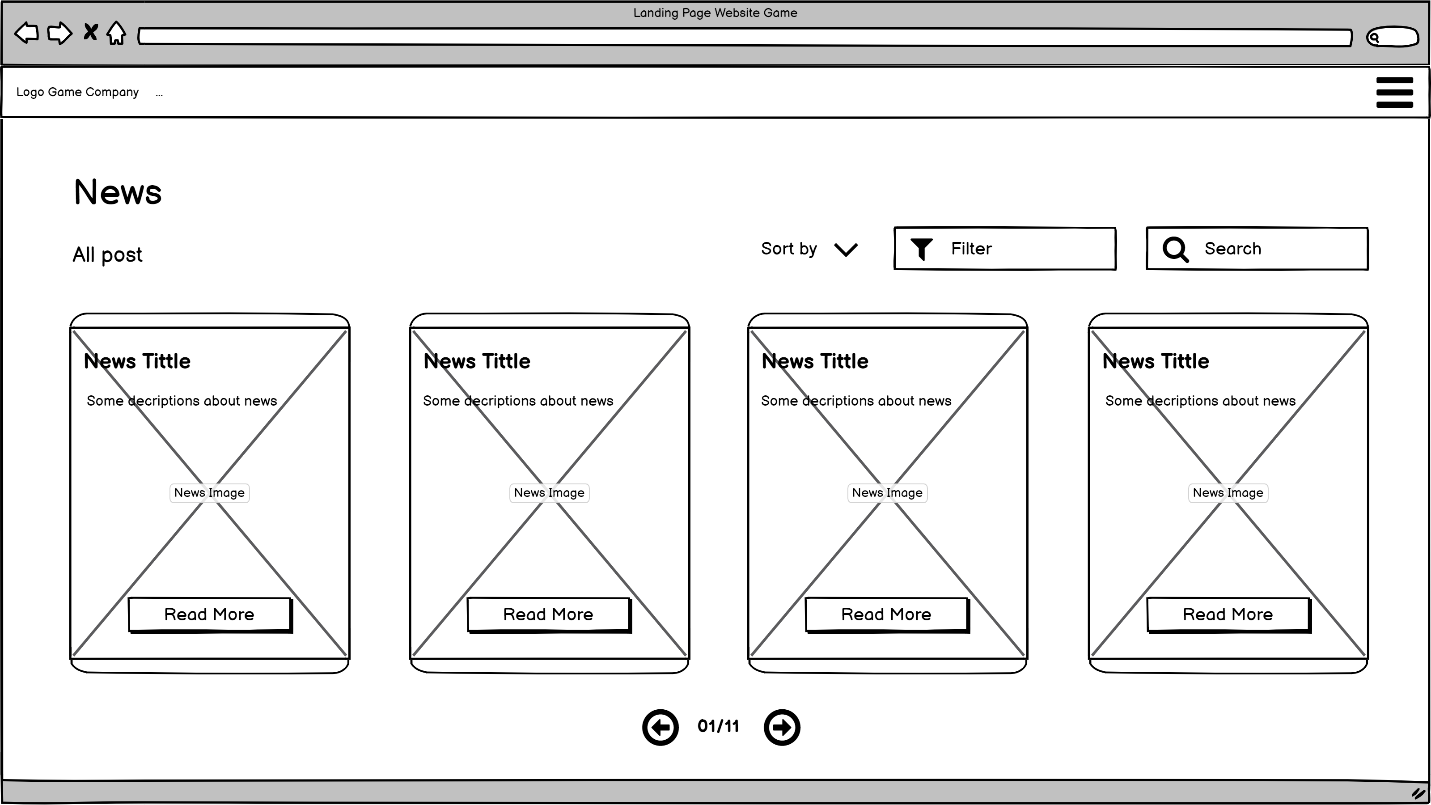 Landing Page Website Game
Logo Game Company ...
News
All post
Sort by
Filter
Search
News Tittle
Some decriptions about news
News Image
Read More
News Tittle
Some decriptions about news
News Image
Read More
News Tittle
Some decriptions about news
News Image
Read More
News Tittle
Some decriptions about news
News Image
Read More
01/11